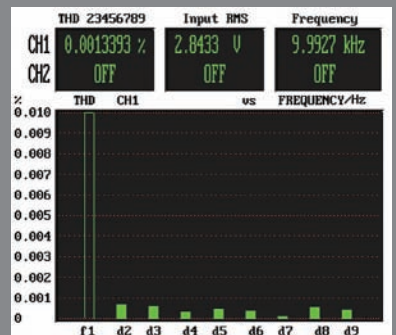 THD 23456789 Input RMS Frequency
CH1 0.0013393 % 2.8433 V 9.9927 kHz
CH2 OFF OFF OFF
% THD CH1 vs FREQUENCY/Hz
0.010
0.009
0.008
0.007
0.006
0.005
0.004
0.003
0.002
0.001
0
f1 d2 d3 d4 d5 d6 d7 d8 d9